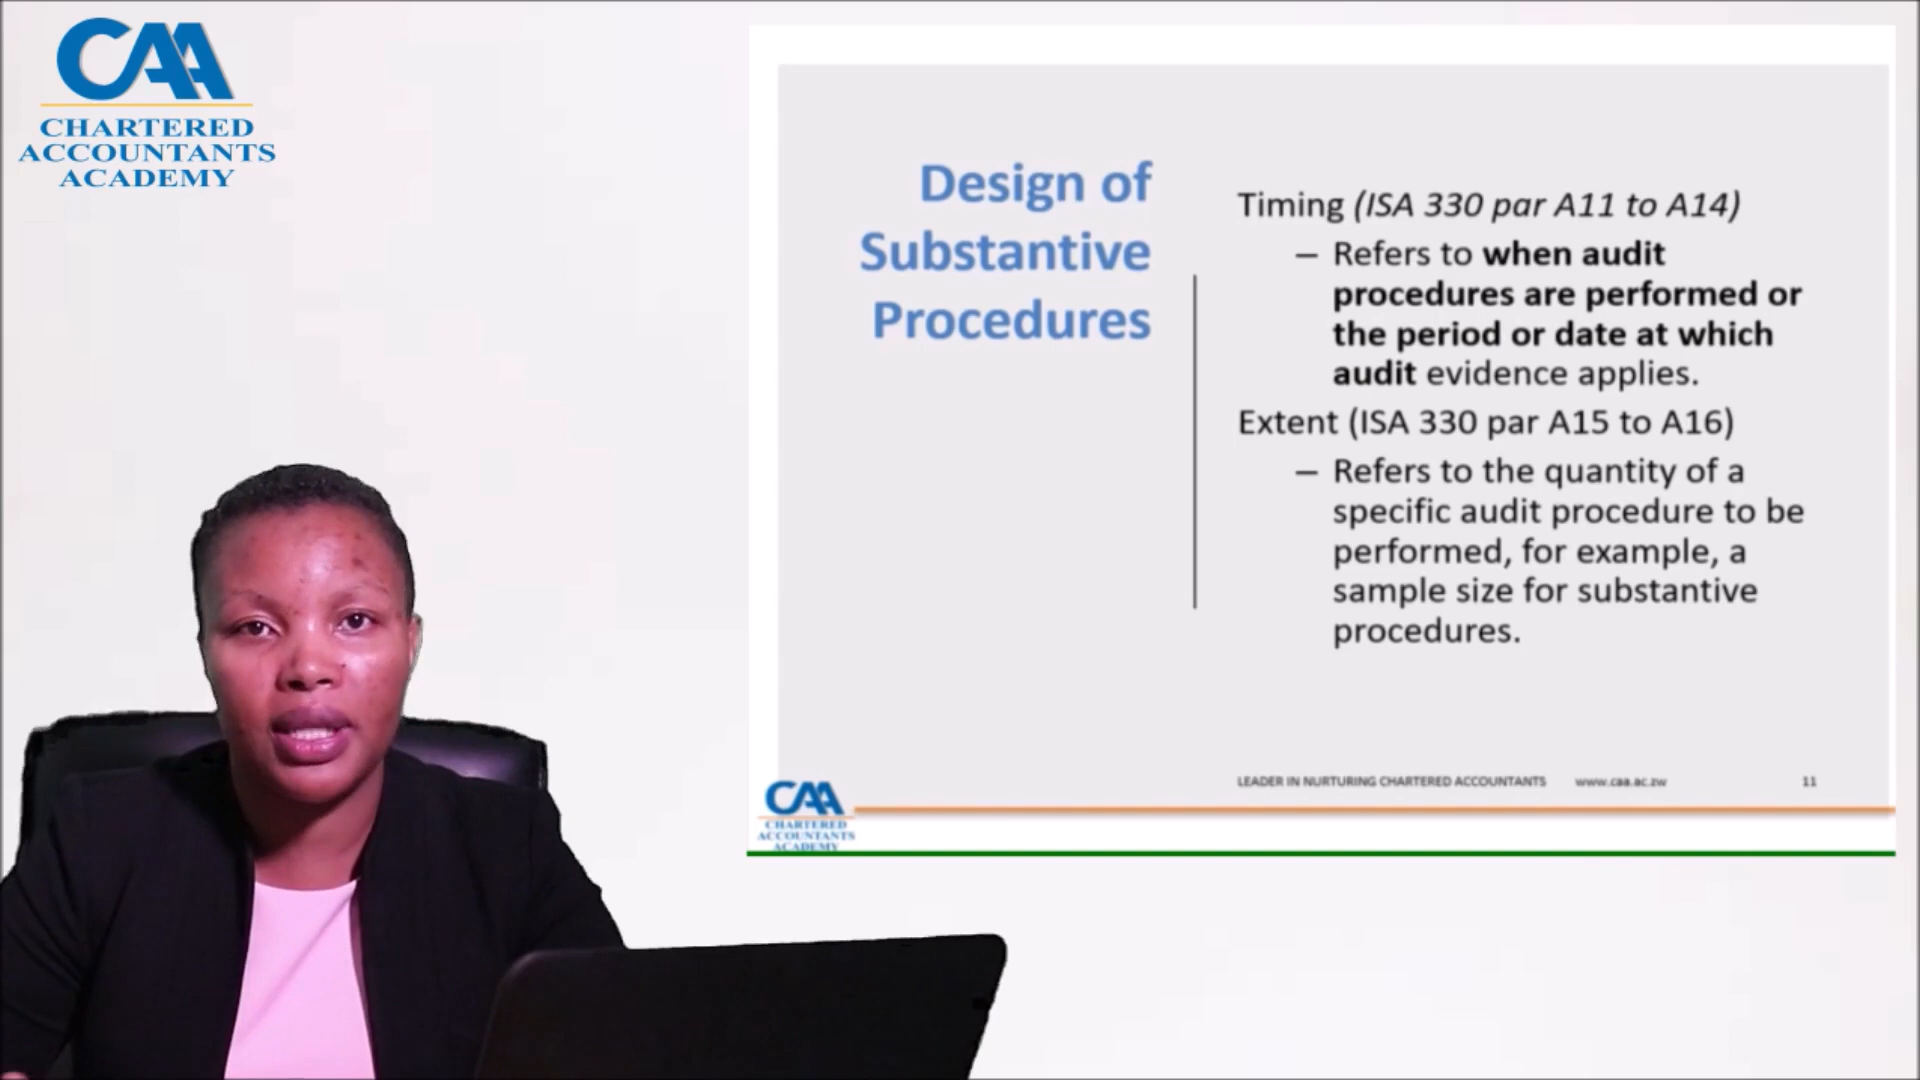 CAA
CHARTERED
ACCOUNTANTS
ACADEMY
Design of
Substantive
Procedures
Timing (ISA 330 par A11 to A14)
– Refers to when audit
procedures are performed or
the period or date at which
audit evidence applies.
Extent (ISA 330 par A15 to A16)
– Refers to the quantity of a
specific audit procedure to be
performed, for example, a
sample size for substantive
procedures.
LEADER IN NURTURING CHARTERED ACCOUNTANTS www.caa.ac.zw 11
CAA
CHARTERED
ACCOUNTANTS
ACADEMY